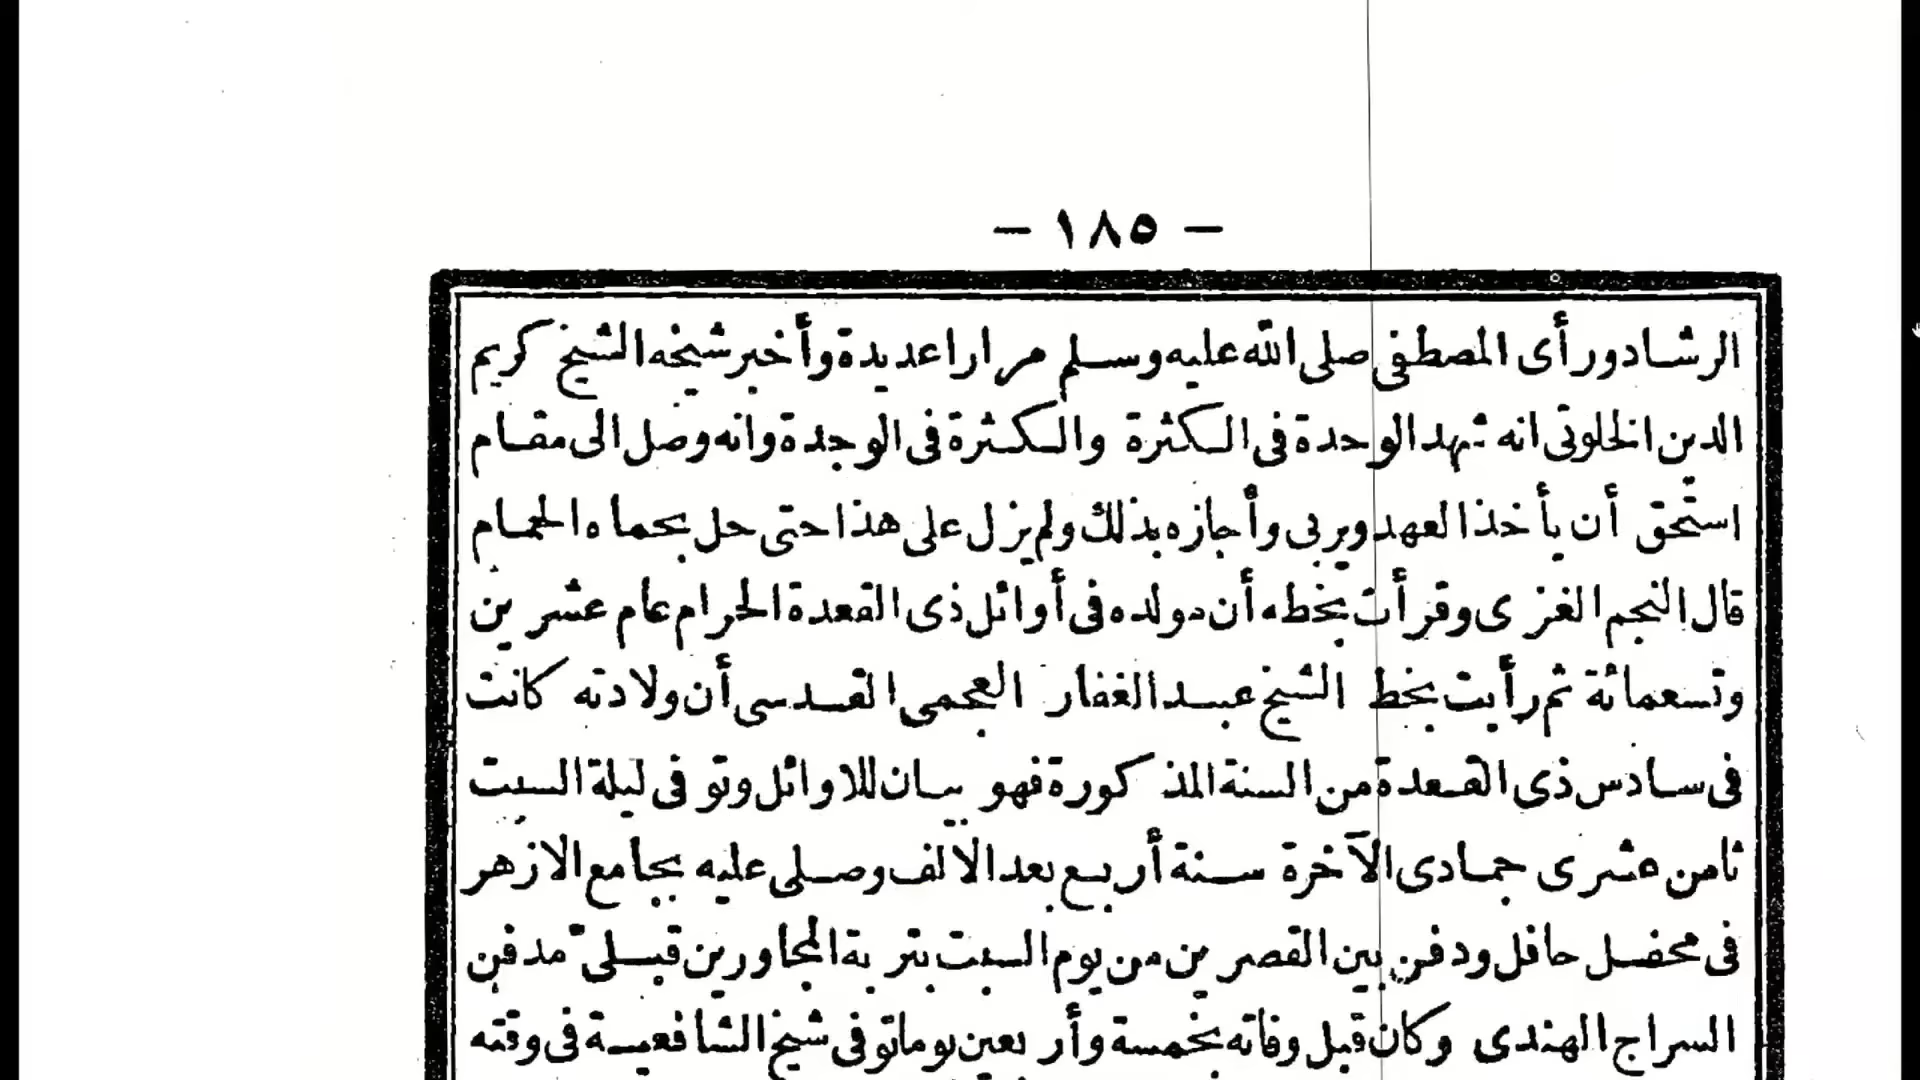 - ١٨٥ -
الرشاد ورأى المصطفى صلى الله عليه وسلم مرارا عديدة وأخبر شيخه الشيخ كريم
الدين الخلوتى انه شهد الوحدة فى الكثرة والكثرة فى الوحدة وانه وصل الى مقام
استحق أن يأخذ العهد ويربى وأجازه بذلك ولم يزل على هذا حتى حل بحماه الحمام
قال النجم الغزى وقرأت بخطه أن مولده فى أوائل ذى القعدة الحرام عام عشرين
وتسعمائة ثم رأيت بخط الشيخ عبد الغفار العجمى القدسى أن ولادته كانت
فى سادس ذى القعدة من السنة المذكورة فهو بيان للاوائل وتوفى ليلة السبت
ثامن عشرى جمادى الآخرة سنة أربع بعد الالف وصلى عليه بجامع الازهر
فى محفل حافل ودفن بين القصرين من يوم السبت بتربة المجاورين قبلى مدفن
السراج الهندى وكان قبل وفاته بخمسة وأربعين يوما توفى شيخ الشافعية فى وقته